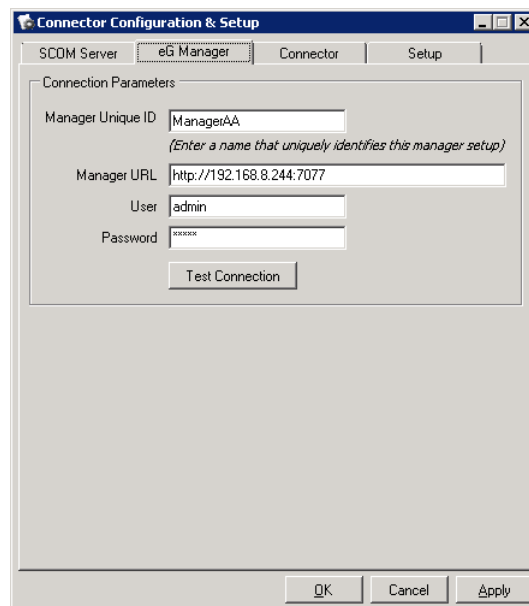 Connector Configuration & Setup
SCOM Server eG Manager Connector Setup
Connection Parameters
Manager Unique ID ManagerAA
(Enter a name that uniquely identifies this manager setup)
Manager URL http://192.168.8.244:7077
User admin
Password *****
Test Connection
OK Cancel Apply